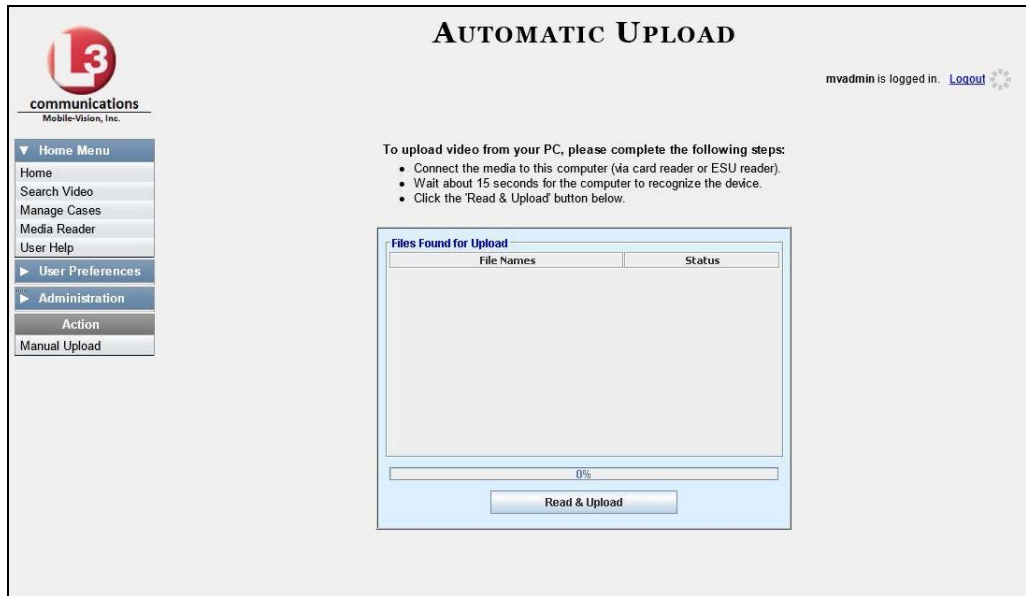 AUTOMATIC UPLOAD
L3
communications
Mobile-Vision, Inc.
mvadmin is logged in. Logout
▼ Home Menu
Home
Search Video
Manage Cases
Media Reader
User Help
► User Preferences
► Administration
Action
Manual Upload
To upload video from your PC, please complete the following steps:
• Connect the media to this computer (via card reader or ESU reader).
• Wait about 15 seconds for the computer to recognize the device.
• Click the 'Read & Upload' button below.
Files Found for Upload
File Names Status
0%
Read & Upload